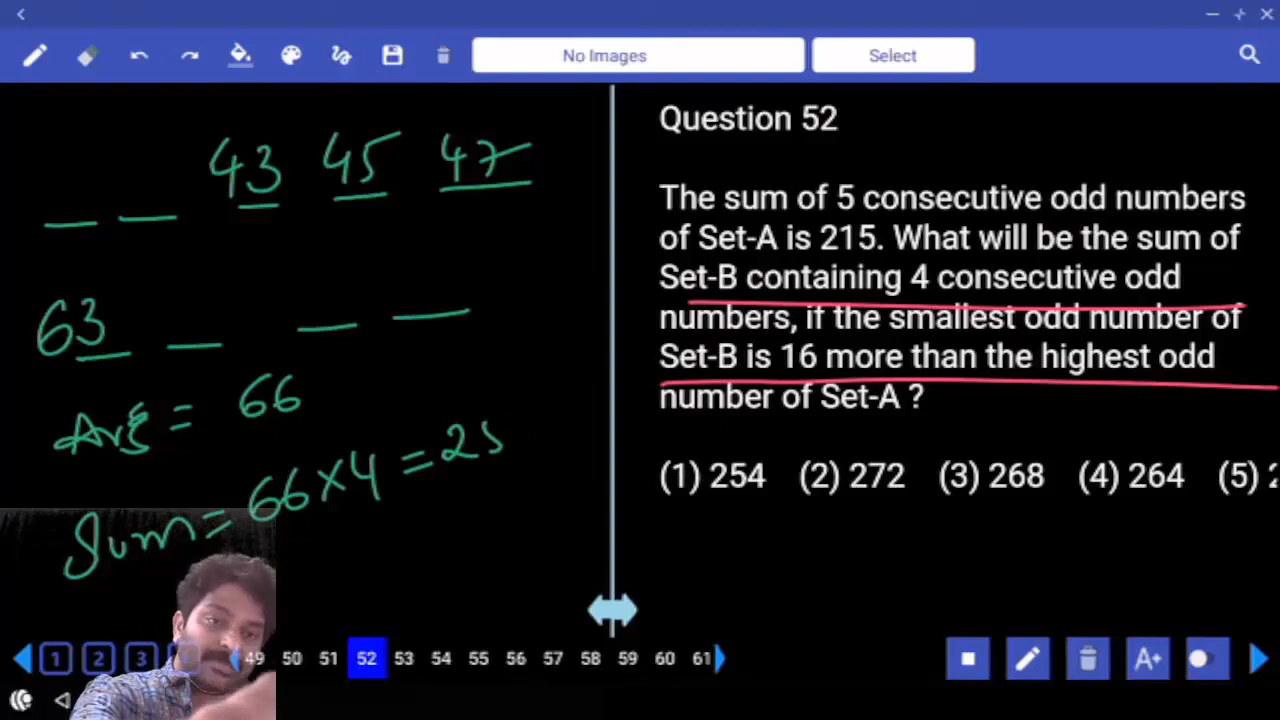 No Images
Select
43 45 47
63
Avg = 66
Sum = 66×4 = 25
Question 52
The sum of 5 consecutive odd numbers
of Set-A is 215. What will be the sum of
Set-B containing 4 consecutive odd
numbers, if the smallest odd number of
Set-B is 16 more than the highest odd
number of Set-A ?
(1) 254 (2) 272 (3) 268 (4) 264 (5)
1 2 3 49 50 51 52 53 54 55 56 57 58 59 60 61
A+